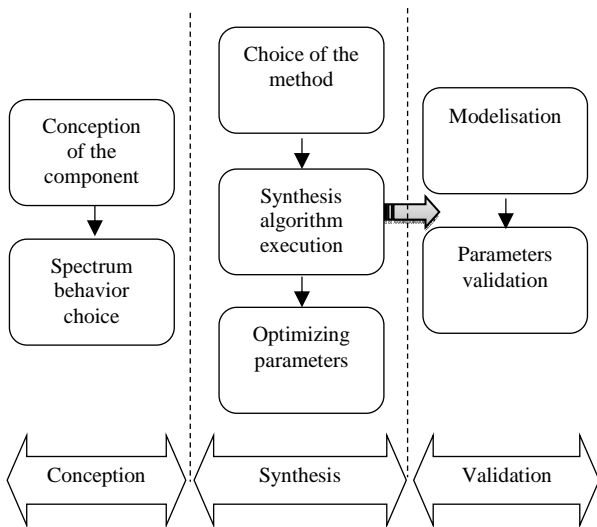 Conception
of the
component
Spectrum
behavior
choice
Choice of the
method
Synthesis
algorithm
execution
Optimizing
parameters
Modelisation
Parameters
validation
Conception
Synthesis
Validation